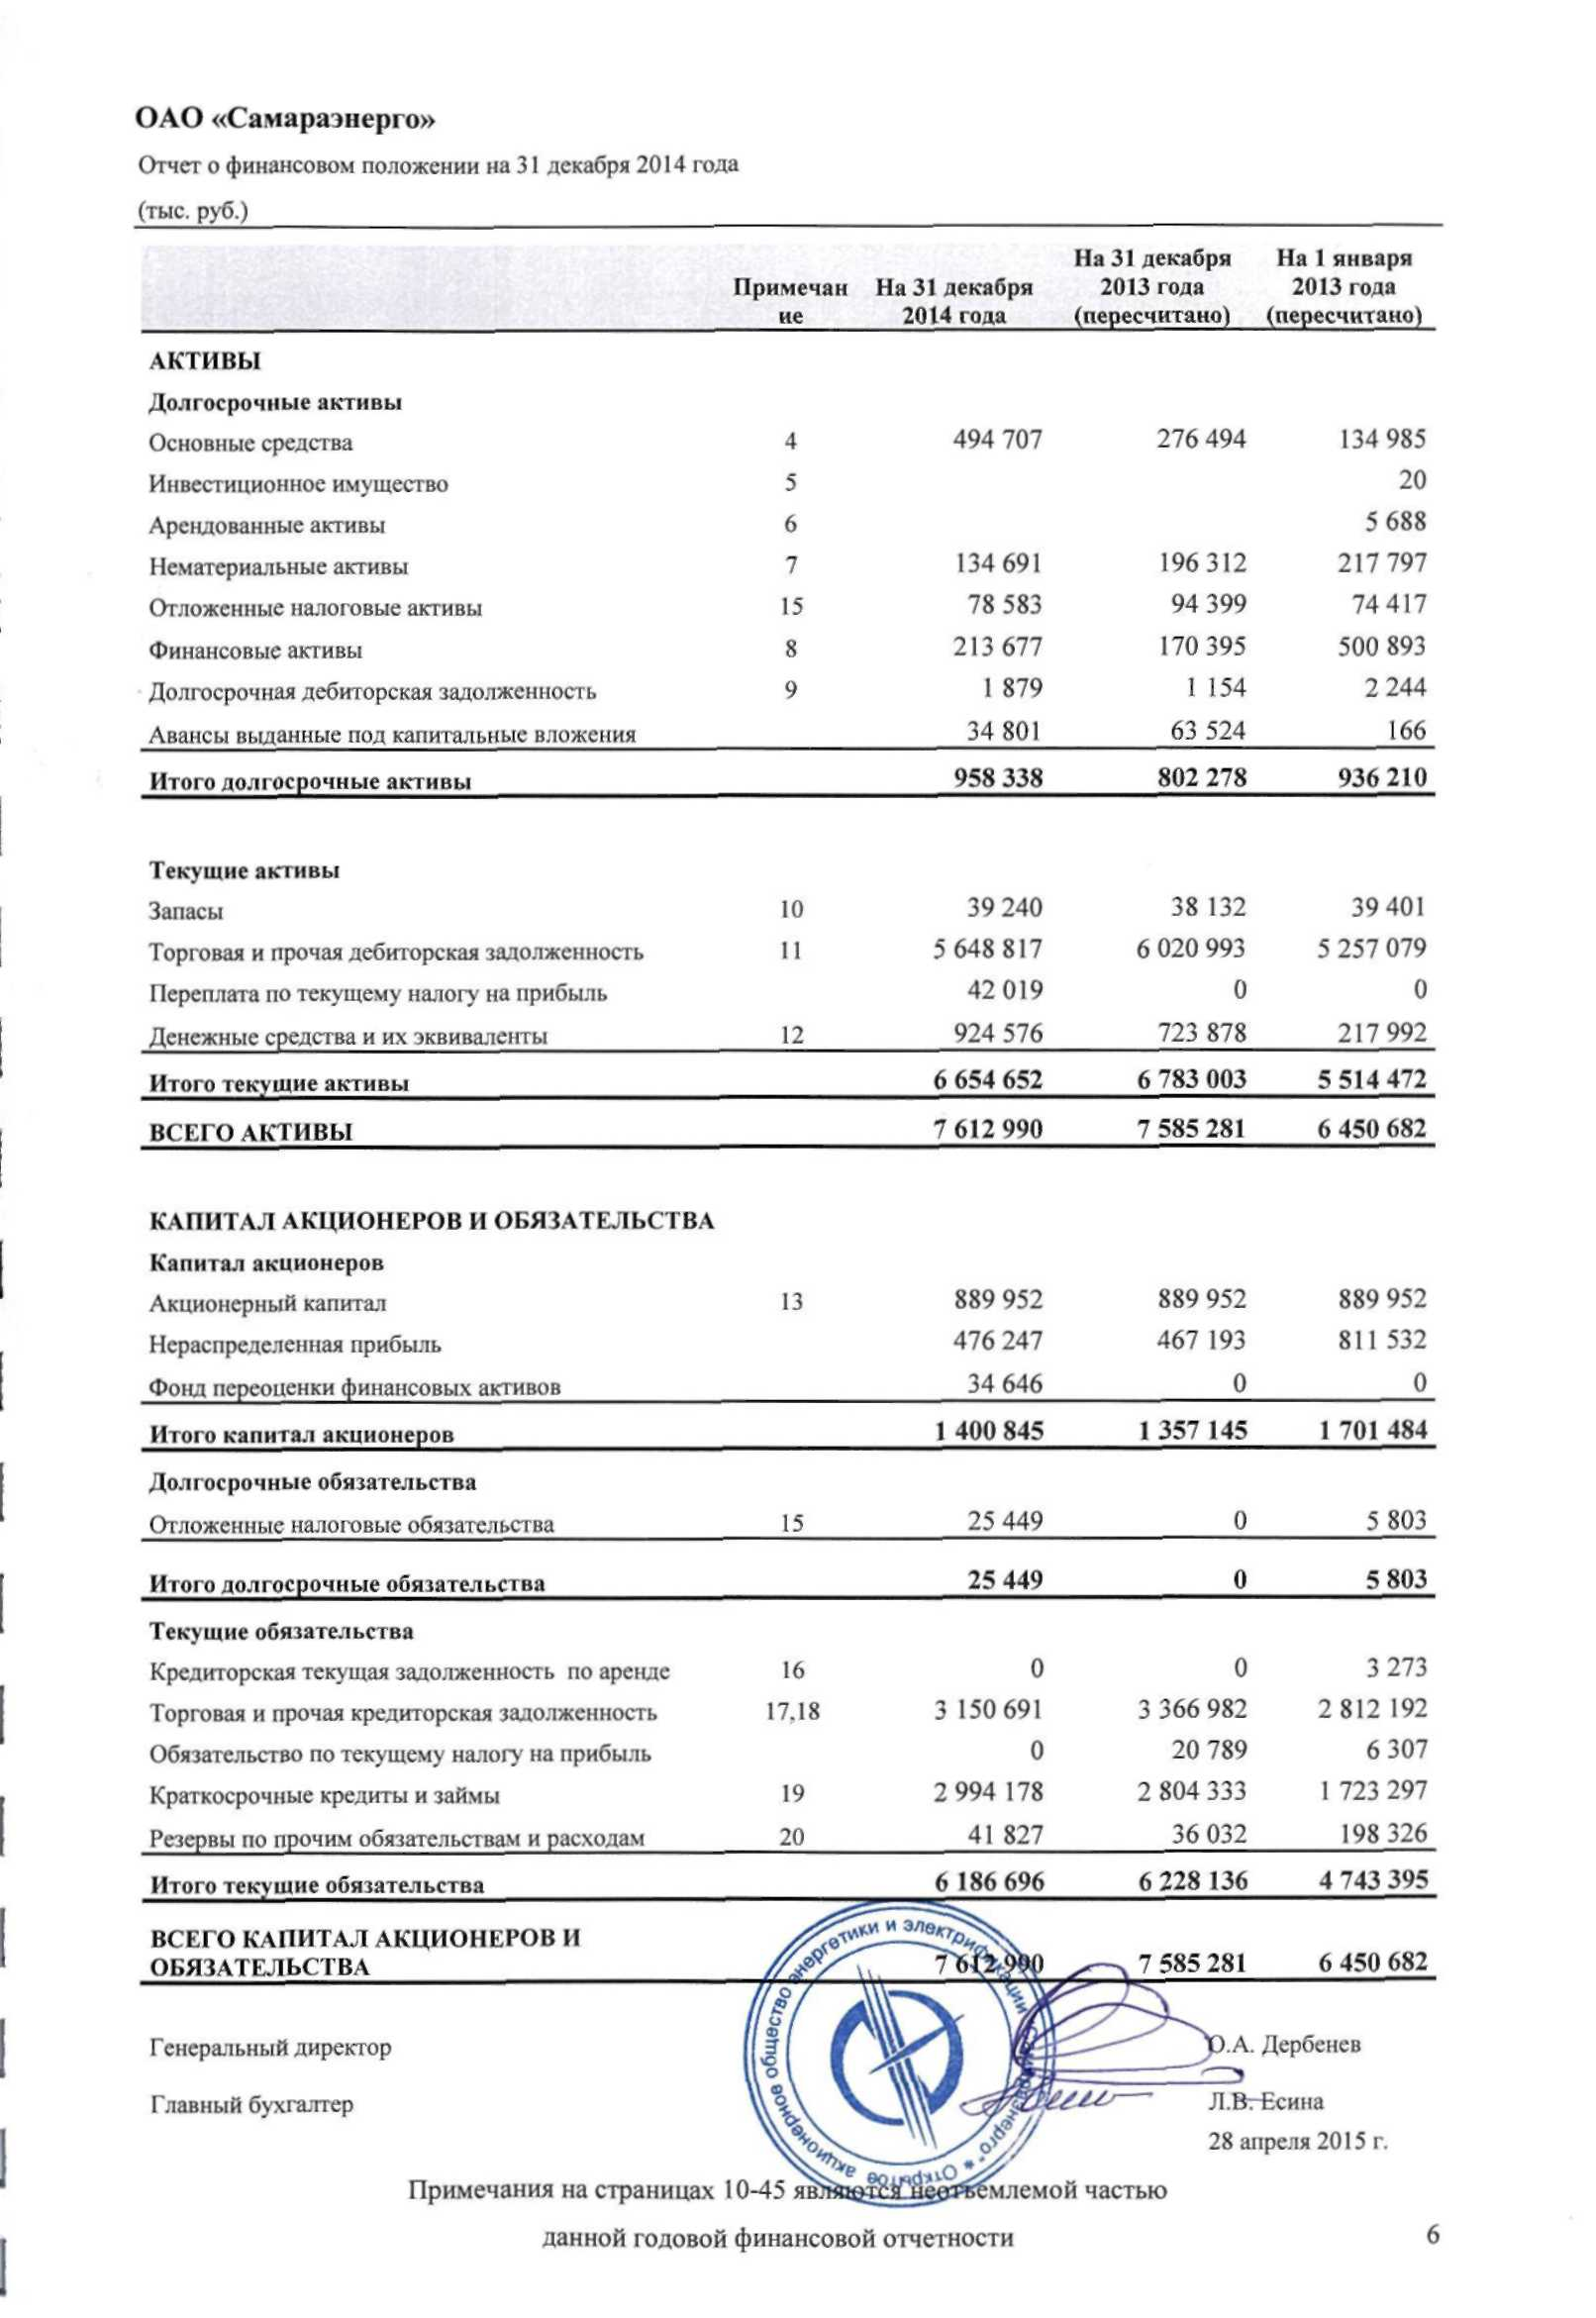 ОАО «Самараэнерго»
Отчет о финансовом положении на 31 декабря 2014 года
(тыс. руб.)
Примечан ие На 31 декабря 2014 года На 31 декабря 2013 года (пересчитано) На 1 января 2013 года (пересчитано)
АКТИВЫ
Долгосрочные активы
Основные средства 4 494 707 276 494 134 985
Инвестиционное имущество 5 20
Арендованные активы 6 5 688
Нематериальные активы 7 134 691 196 312 217 797
Отложенные налоговые активы 15 78 583 94 399 74 417
Финансовые активы 8 213 677 170 395 500 893
Долгосрочная дебиторская задолженность 9 1 879 1 154 2 244
Авансы выданные под капитальные вложения 34 801 63 524 166
Итого долгосрочные активы 958 338 802 278 936 210
Текущие активы
Запасы 10 39 240 38 132 39 401
Торговая и прочая дебиторская задолженность 11 5 648 817 6 020 993 5 257 079
Переплата по текущему налогу на прибыль 42 019 0 0
Денежные средства и их эквиваленты 12 924 576 723 878 217 992
Итого текущие активы 6 654 652 6 783 003 5 514 472
ВСЕГО АКТИВЫ 7 612 990 7 585 281 6 450 682
КАПИТАЛ АКЦИОНЕРОВ И ОБЯЗАТЕЛЬСТВА
Капитал акционеров
Акционерный капитал 13 889 952 889 952 889 952
Нераспределенная прибыль 476 247 467 193 811 532
Фонд переоценки финансовых активов 34 646 0 0
Итого капитал акционеров 1 400 845 1 357 145 1 701 484
Долгосрочные обязательства
Отложенные налоговые обязательства 15 25 449 0 5 803
Итого долгосрочные обязательства 25 449 0 5 803
Текущие обязательства
Кредиторская текущая задолженность по аренде 16 0 0 3 273
Торговая и прочая кредиторская задолженность 17,18 3 150 691 3 366 982 2 812 192
Обязательство по текущему налогу на прибыль 0 20 789 6 307
Краткосрочные кредиты и займы 19 2 994 178 2 804 333 1 723 297
Резервы по прочим обязательствам и расходам 20 41 827 36 032 198 326
Итого текущие обязательства 6 186 696 6 228 136 4 743 395
ВСЕГО КАПИТАЛ АКЦИОНЕРОВ И
ОБЯЗАТЕЛЬСТВА 7 612 990 7 585 281 6 450 682
Открытое акционерное общество энергетики и электрификации
Генеральный директор О.А. Дербенев
Главный бухгалтер Л.В. Есина
28 апреля 2015 г.
Примечания на страницах 10-45 являются неотъемлемой частью
данной годовой финансовой отчетности
6